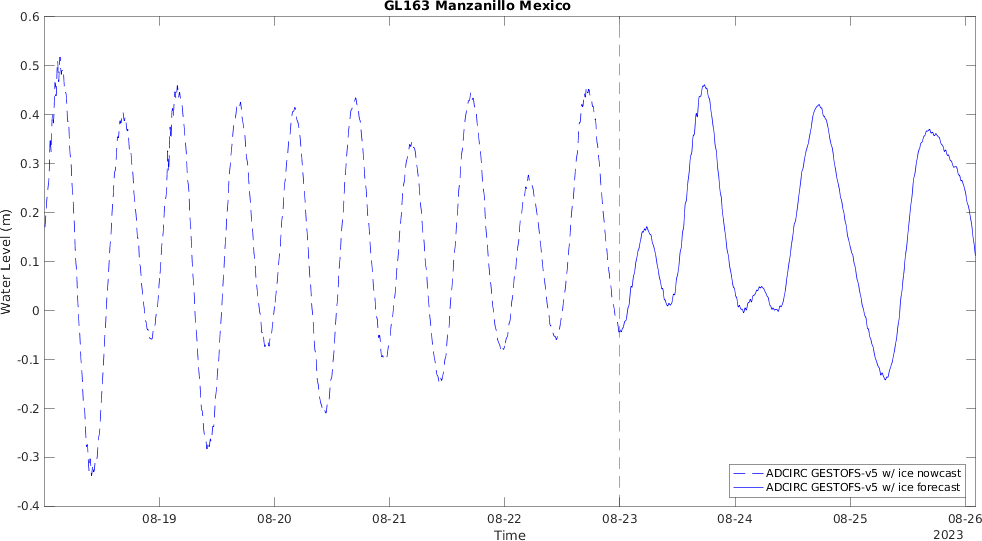 GL163 Manzanillo Mexico
0.6
0.5
0.4
0.3
0.2
0.1
0
-0.1
-0.2
-0.3
-0.4
Water Level (m)
ADCIRC GESTOFS-v5 w/ ice nowcast
ADCIRC GESTOFS-v5 w/ ice forecast
08-19 08-20 08-21 08-22 08-23 08-24 08-25 08-26
Time
2023